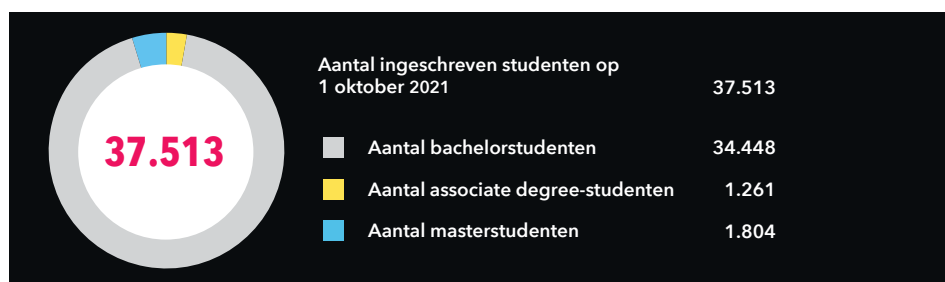 37.513
Aantal ingeschreven studenten op
1 oktober 2021 37.513
Aantal bachelorstudenten 34.448
Aantal associate degree-studenten 1.261
Aantal masterstudenten 1.804